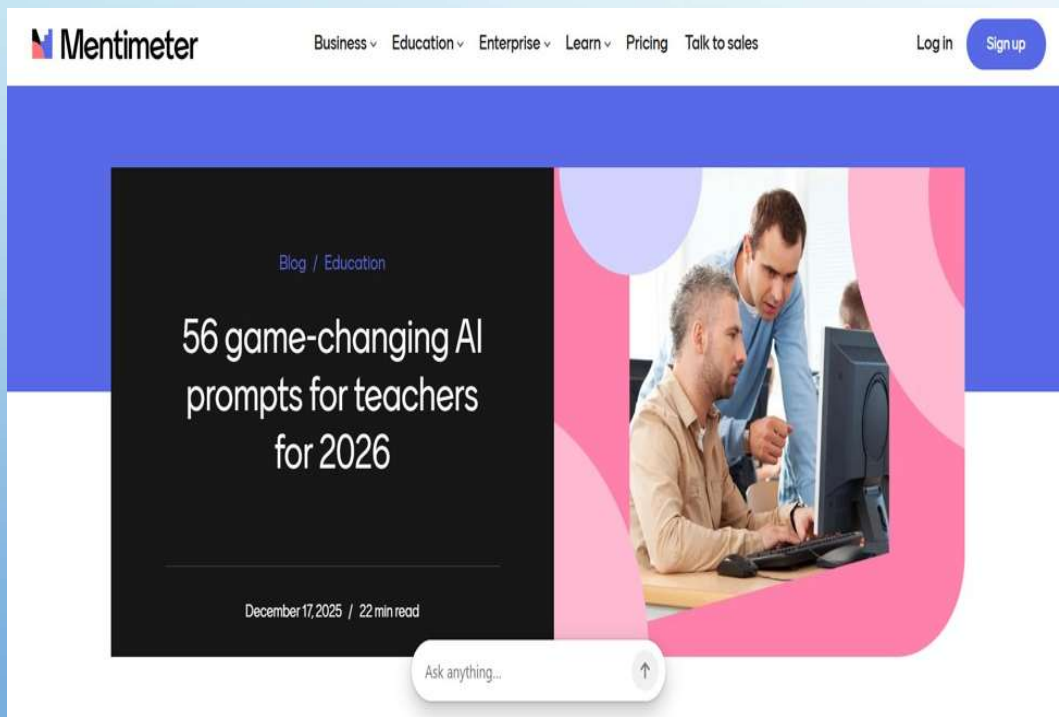 Mentimeter
Business Education Enterprise Learn Pricing Talk to sales Log in Sign up
Blog / Education
56 game-changing AI
prompts for teachers
for 2026
December 17, 2025 / 22 min read
Ask anything...